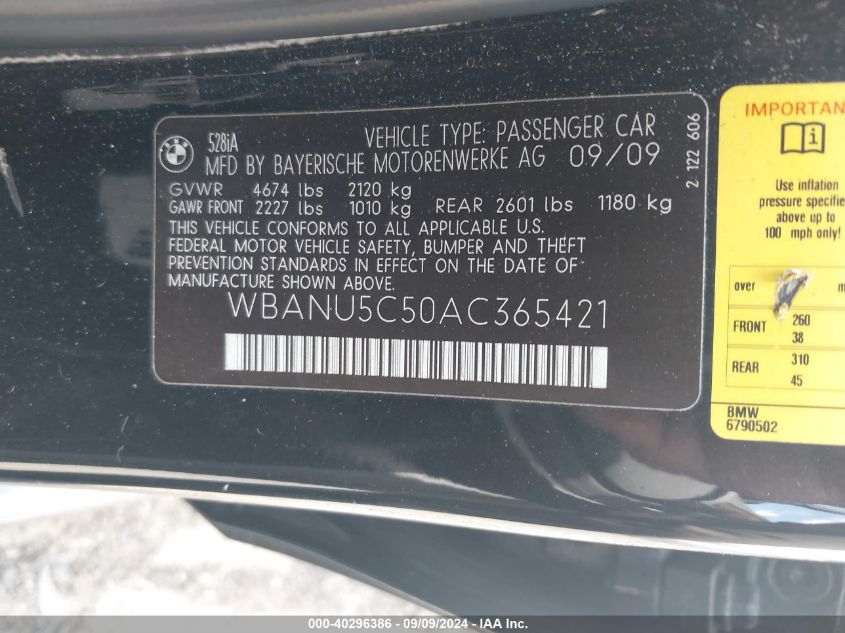 BMW
528iA
VEHICLE TYPE: PASSENGER CAR
MFD BY BAYERISCHE MOTORENWERKE AG 09/09
GVWR 4674 lbs 2120 kg
GAWR FRONT 2227 lbs 1010 kg REAR 2601 lbs 1180 kg
THIS VEHICLE CONFORMS TO ALL APPLICABLE U.S.
FEDERAL MOTOR VEHICLE SAFETY, BUMPER AND THEFT
PREVENTION STANDARDS IN EFFECT ON THE DATE OF
MANUFACTURE SHOWN ABOVE.
WBANU5C50AC365421
2 122 606
IMPORTAN
Use inflation
pressure specifie
above up to
100 mph only!
over
m
FRONT 260
38
REAR 310
45
BMW
6790502
000-40296386 - 09/09/2024 - IAAI.COM